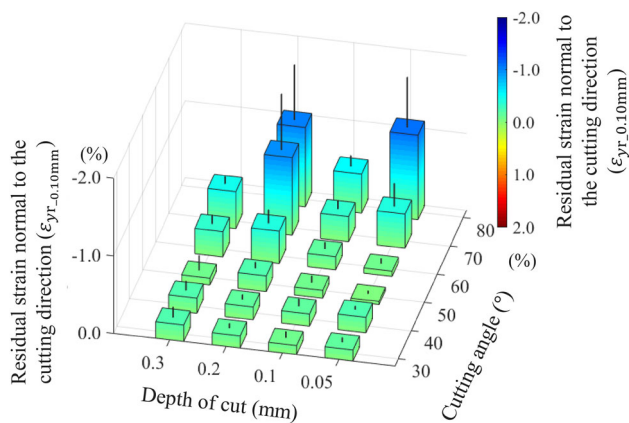 Residual strain normal to the
cutting direction (ε_yr_0.10mm)
(%)
-2.0
-1.0
0.0
0.3
0.2
0.1
0.05
Depth of cut (mm)
30
40
50
60
70
80
Cutting angle (°)
-2.0
-1.0
0.0
1.0
2.0
(%)
Residual strain normal to
the cutting direction
(ε_yr_0.10mm)